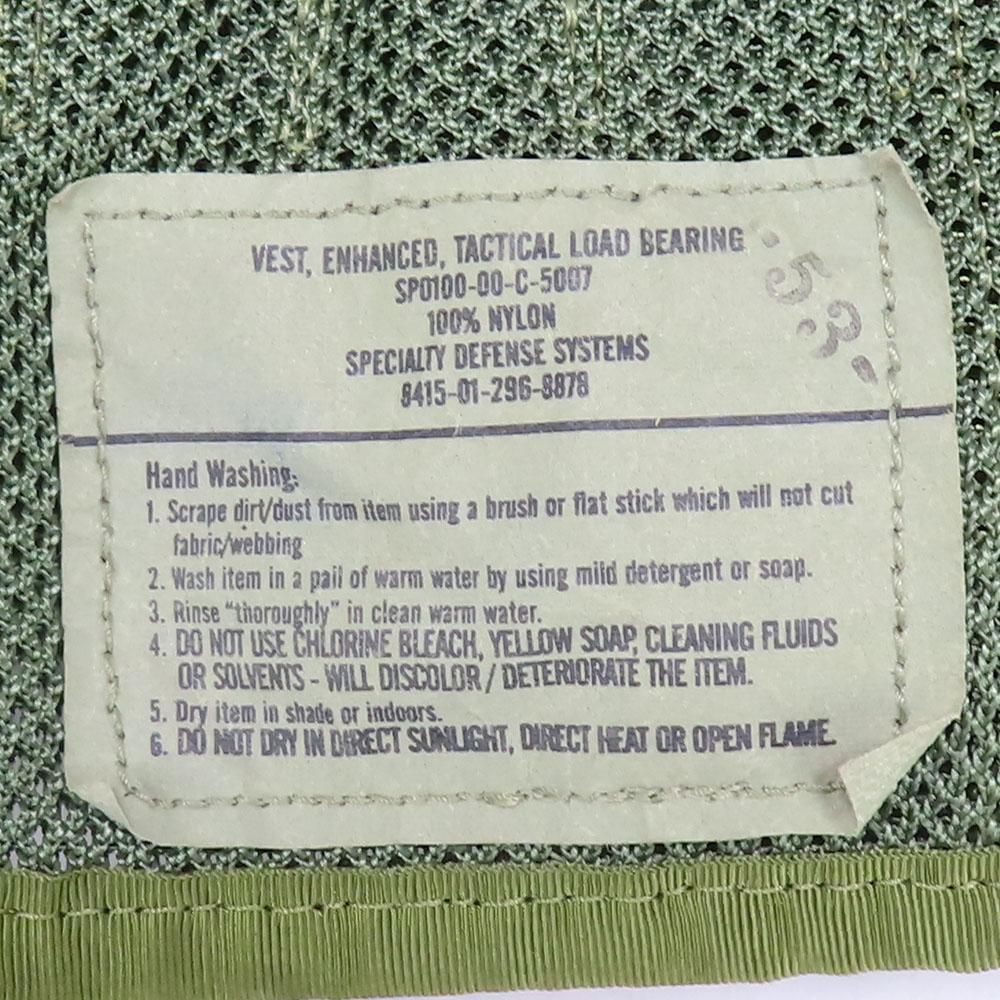 VEST, ENHANCED, TACTICAL LOAD BEARING
SP0100-00-C-5007
100% NYLON
SPECIALTY DEFENSE SYSTEMS
8415-01-296-8878
53
Hand Washing:
1. Scrape dirt/dust from item using a brush or flat stick which will not cut
fabric/webbing
2. Wash item in a pail of warm water by using mild detergent or soap.
3. Rinse "thoroughly" in clean warm water.
4. DO NOT USE CHLORINE BLEACH, YELLOW SOAP, CLEANING FLUIDS
OR SOLVENTS - WILL DISCOLOR / DETERIORATE THE ITEM.
5. Dry item in shade or indoors.
6. DO NOT DRY IN DIRECT SUNLIGHT, DIRECT HEAT OR OPEN FLAME.